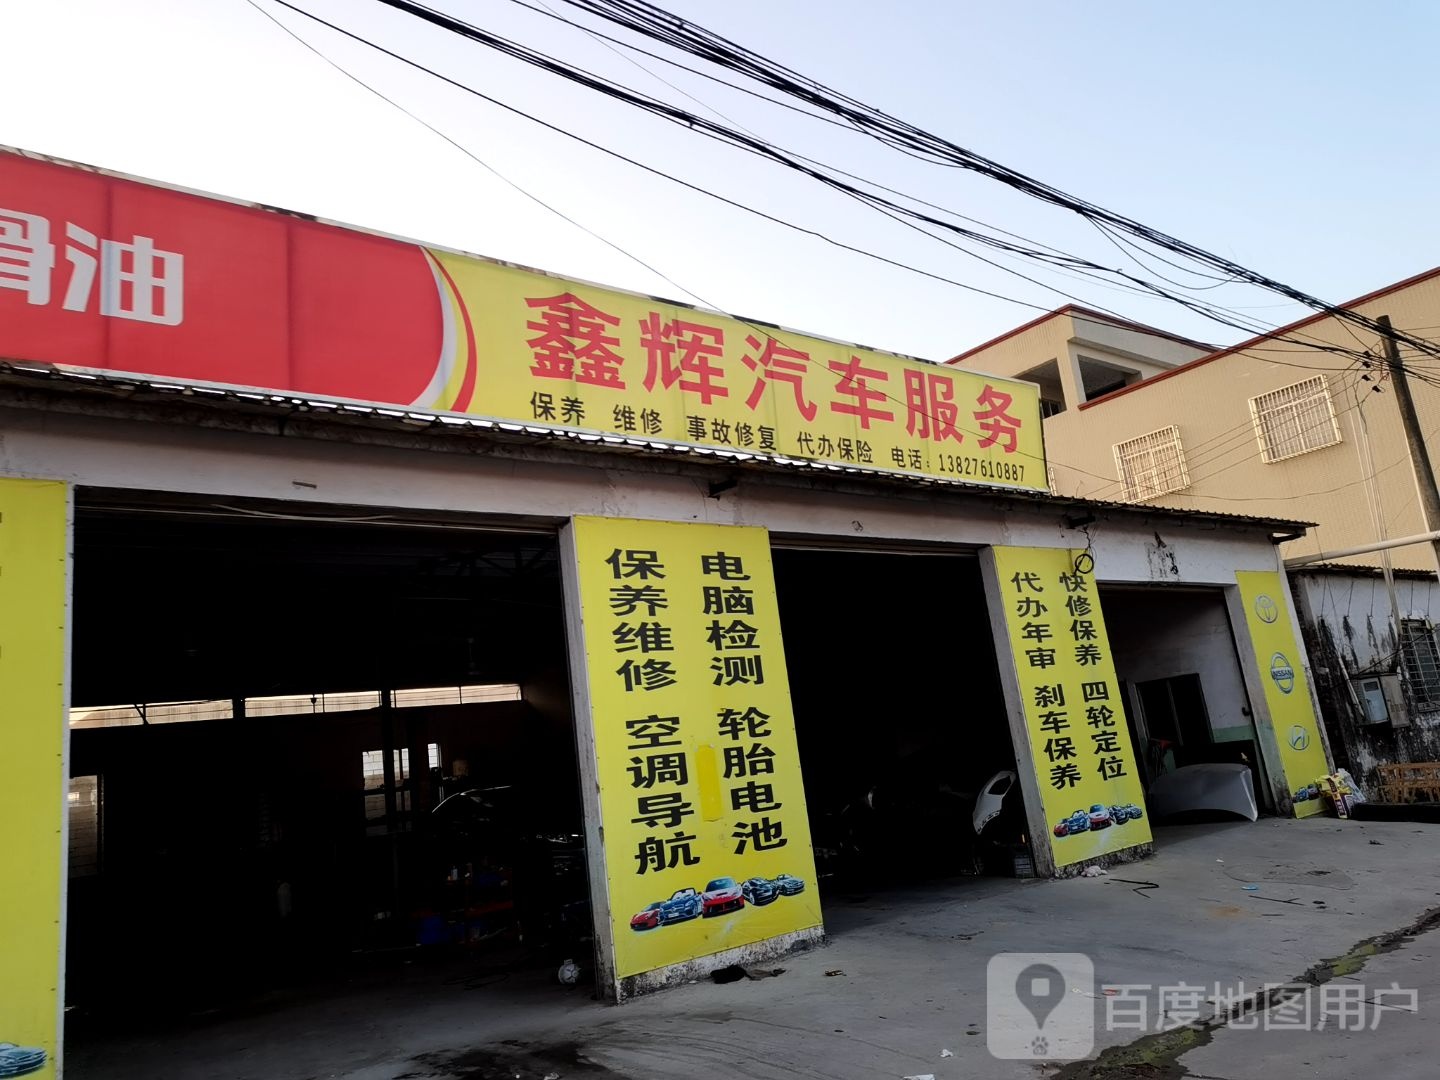 滑油
鑫辉汽车服务
保养 维修 事故修复 代办保险 电话：13827610887
电脑检测 轮胎电池
保养维修 空调导航
快修保养 四轮定位
代办年审 刹车保养
NISSAN
百度地图用户